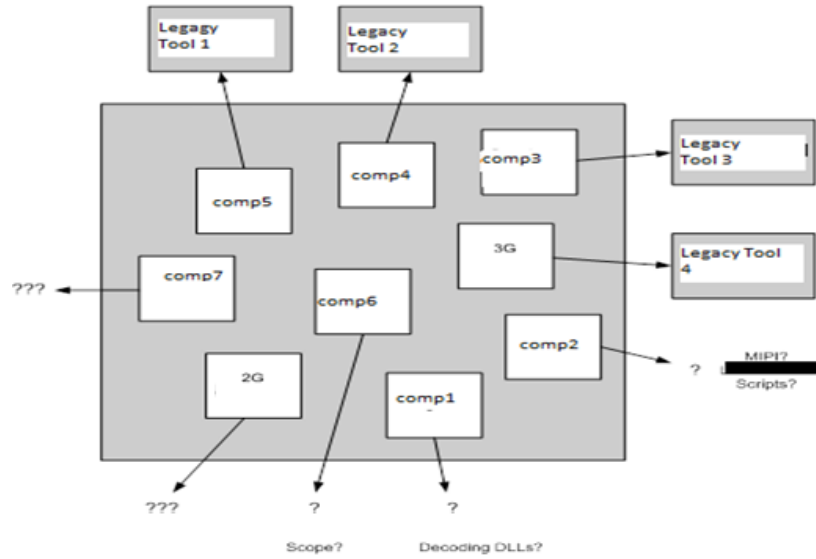 Legagy
Tool 1
Legacy
Tool 2
comp3
Legacy
Tool 3
comp4
comp5
3G
Legacy Tool
4
comp7
???
comp6
comp2
MIPI?
?
Scripts?
2G
comp1
???
?
?
Scope?
Decoding DLLs?